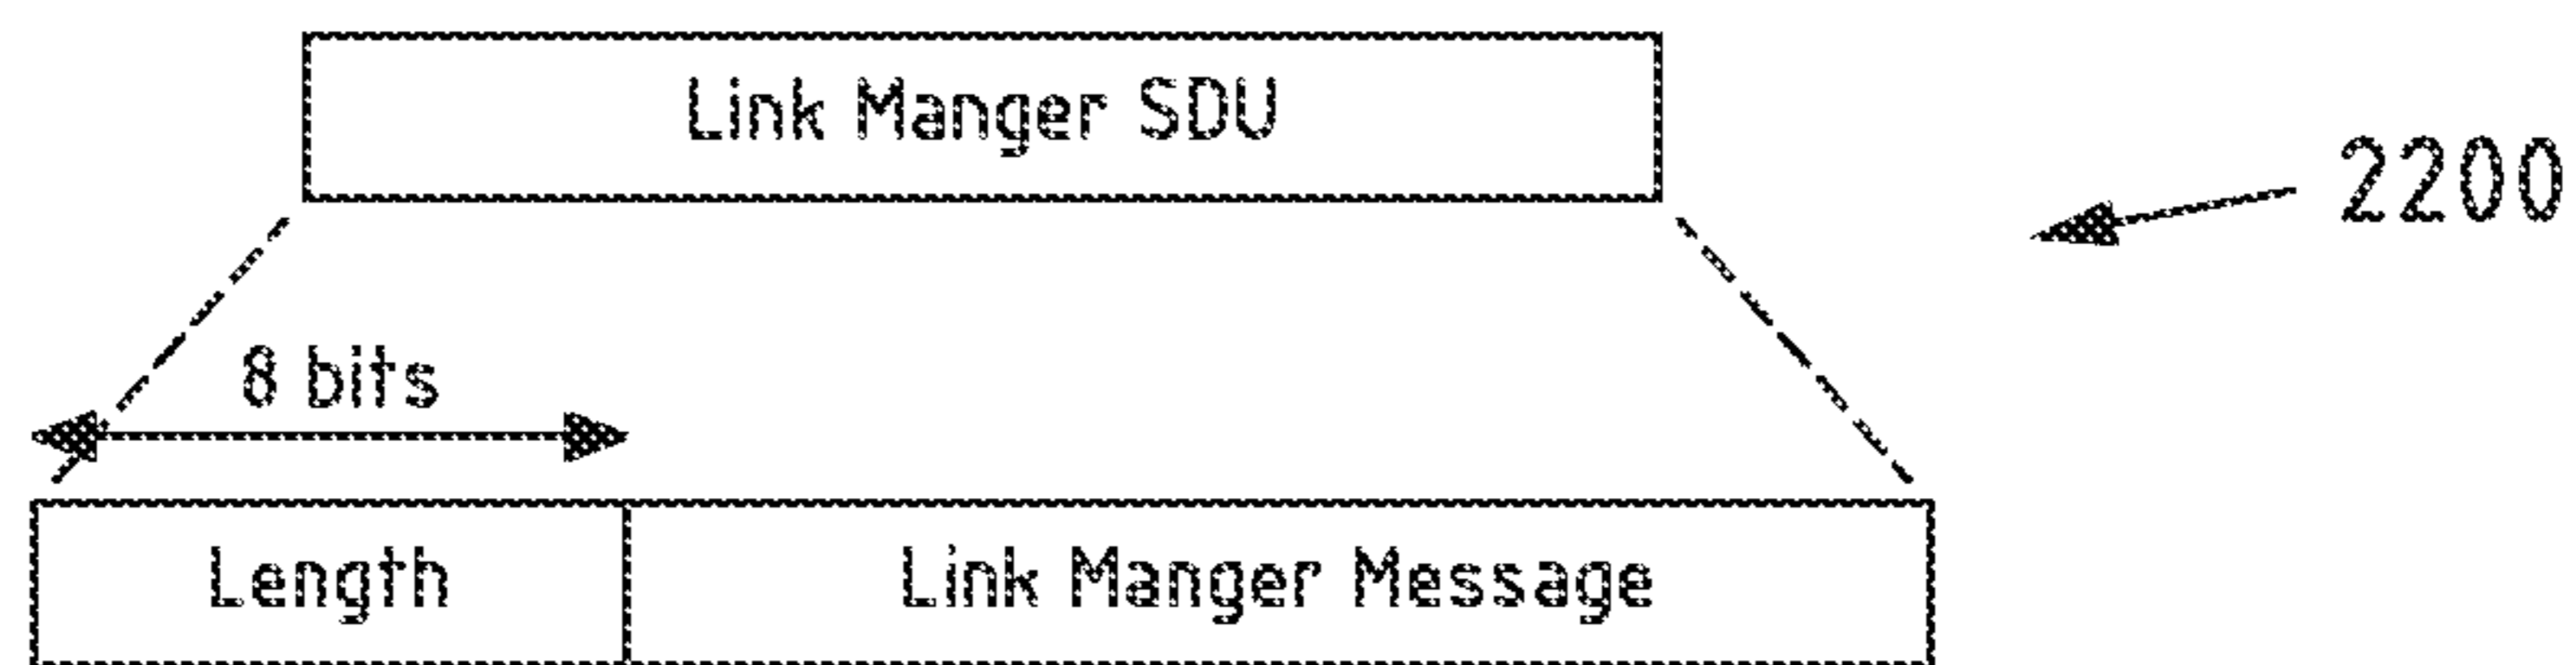 Link Manger SDU
2200
8 bits
Length
Link Manger Message